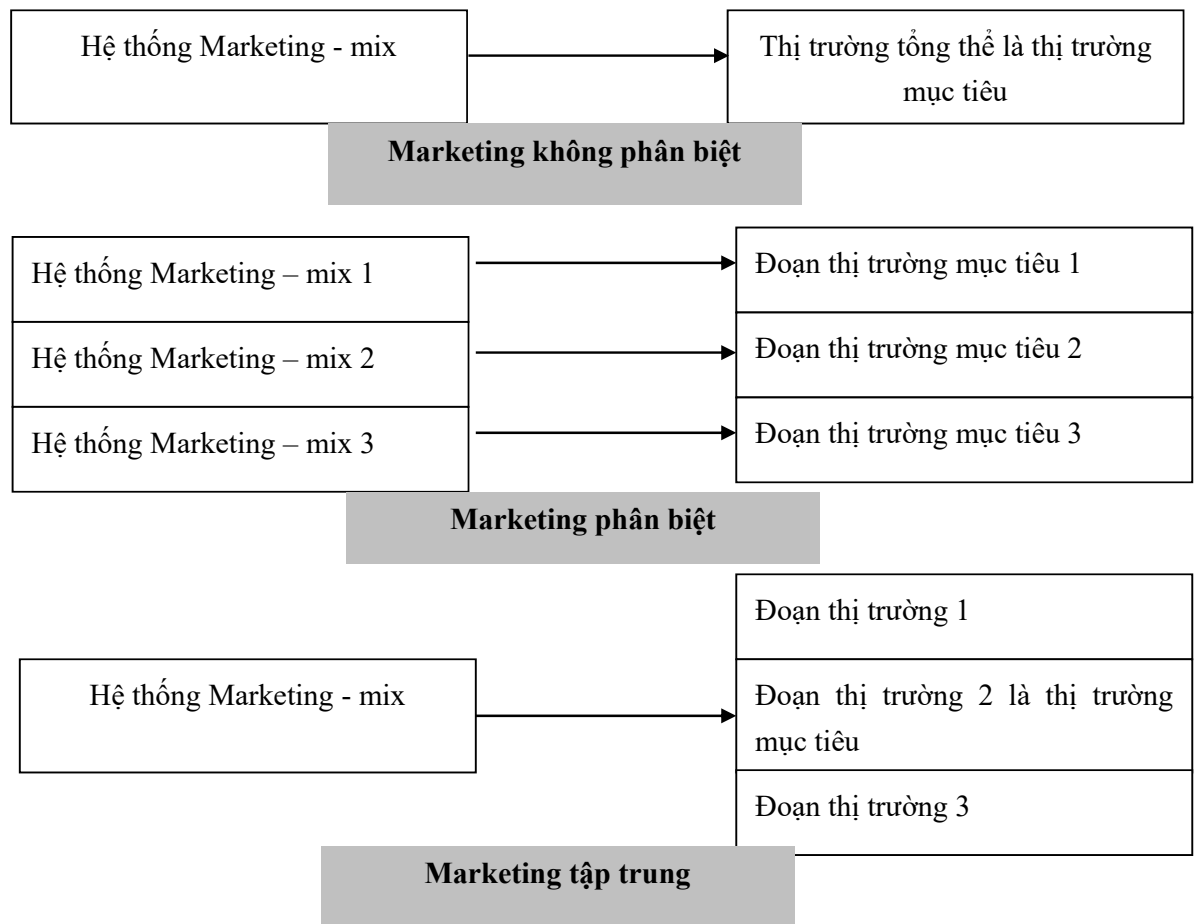 Hệ thống Marketing - mix
Thị trường tổng thể là thị trường
mục tiêu
Marketing không phân biệt
Hệ thống Marketing – mix 1
Đoạn thị trường mục tiêu 1
Hệ thống Marketing – mix 2
Đoạn thị trường mục tiêu 2
Hệ thống Marketing – mix 3
Đoạn thị trường mục tiêu 3
Marketing phân biệt
Hệ thống Marketing - mix
Đoạn thị trường 1
Đoạn thị trường 2 là thị trường
mục tiêu
Đoạn thị trường 3
Marketing tập trung